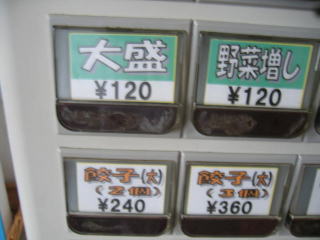 大盛
¥120
野菜増し
¥120
餃子(大)
(2個)
¥240
餃子(大)
(3個)
¥360